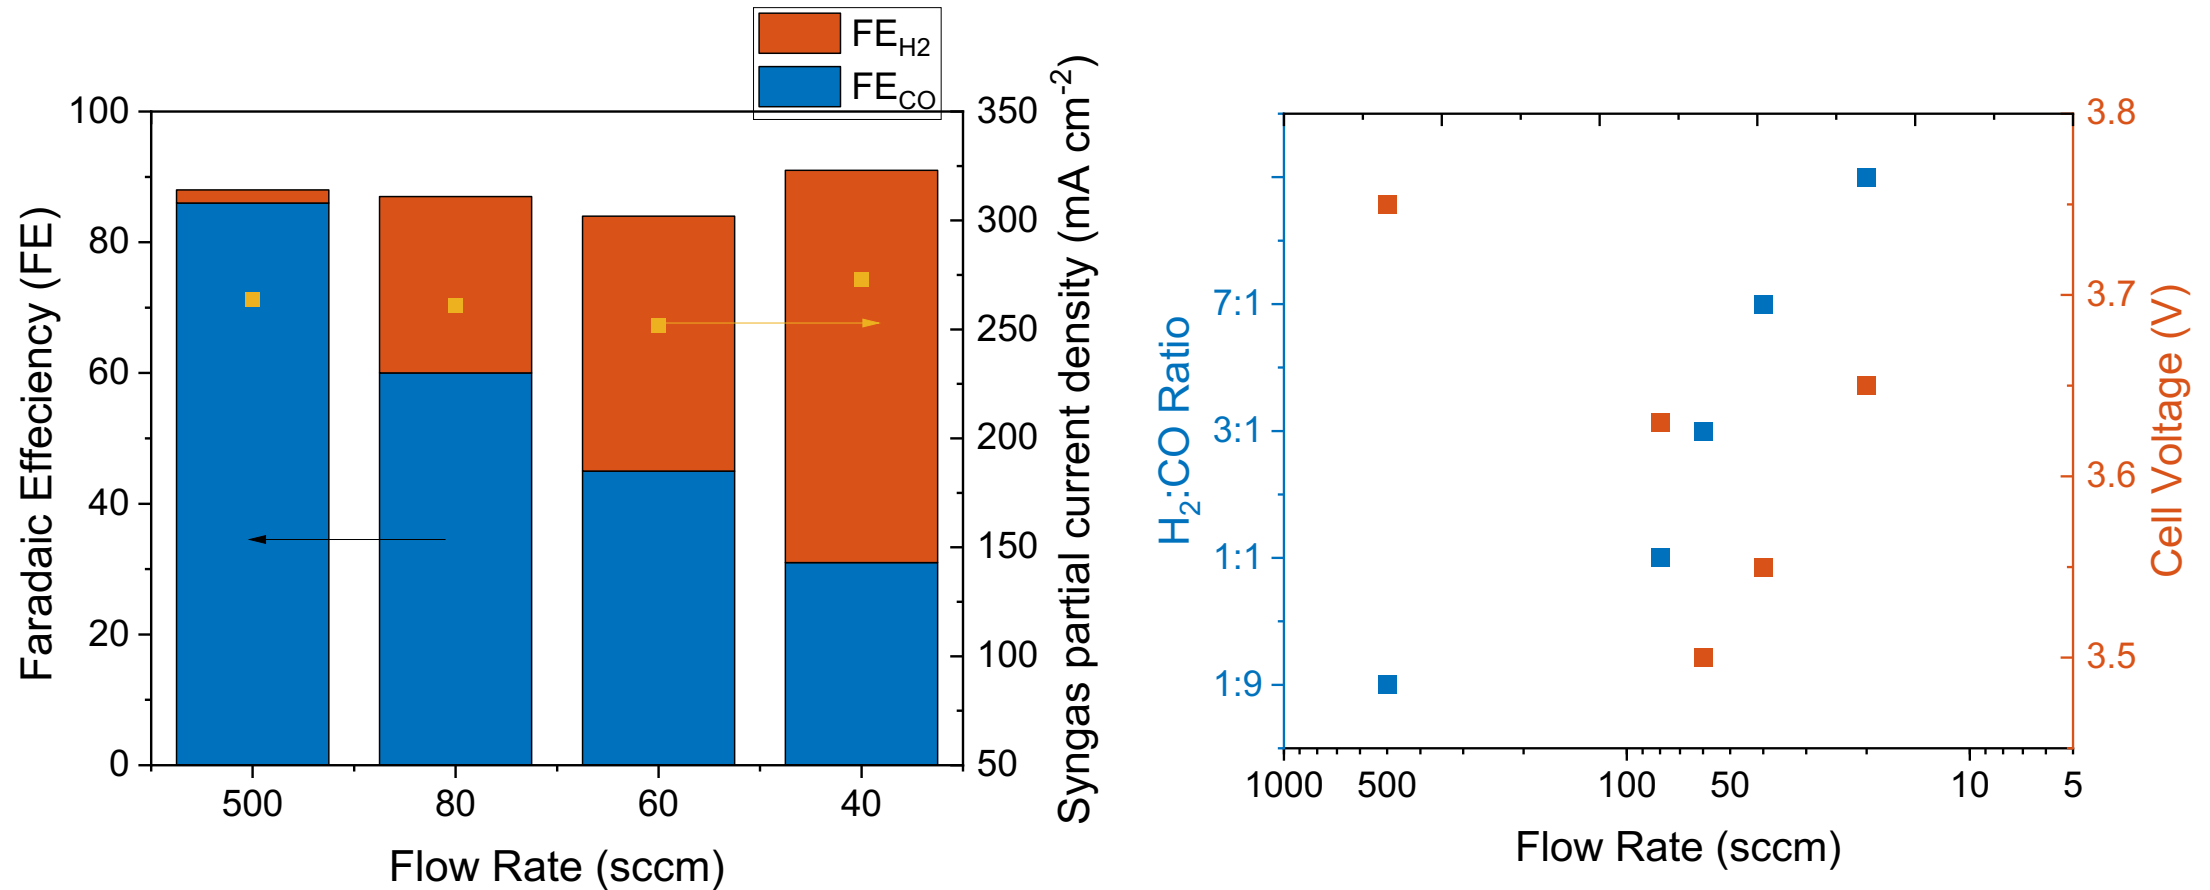 FE_H2
FE_CO
100
80
60
40
20
0
Faradaic Effeciency (FE)
350
300
250
200
150
100
50
Syngas partial current density (mA cm^-2)
500 80 60 40
Flow Rate (sccm)
7:1
3:1
1:1
1:9
H₂:CO Ratio
3.8
3.7
3.6
3.5
Cell Voltage (V)
1000 500 100 50 10 5
Flow Rate (sccm)